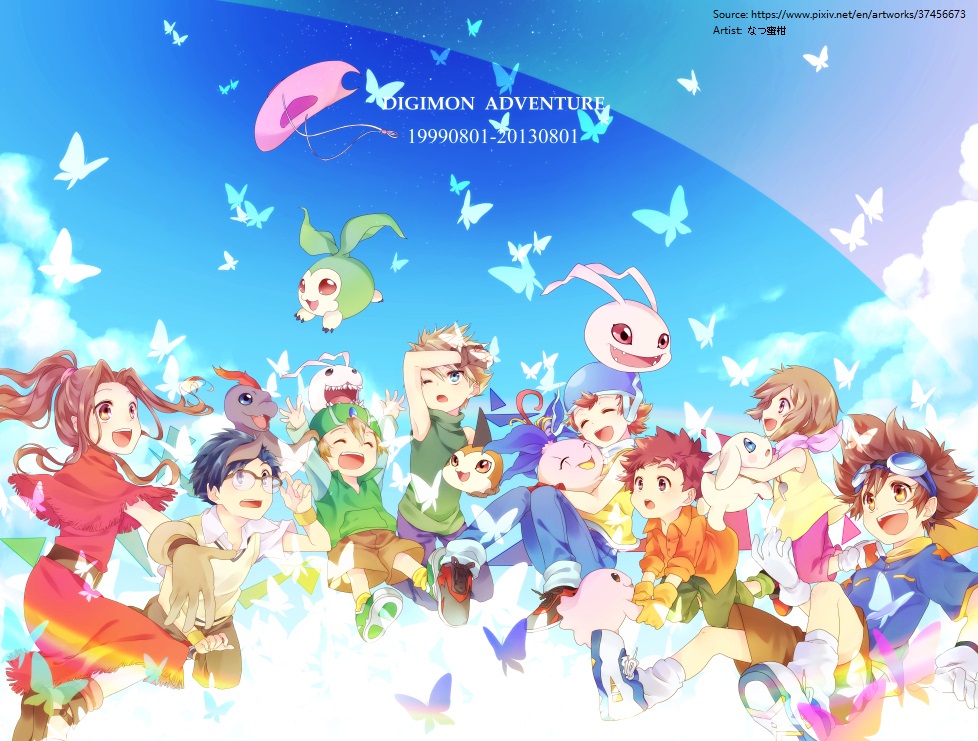 Source: https://www.pixiv.net/en/artworks/37456673
Artist: なつ蜜柑
DIGIMON ADVENTURE
19990801-20130801